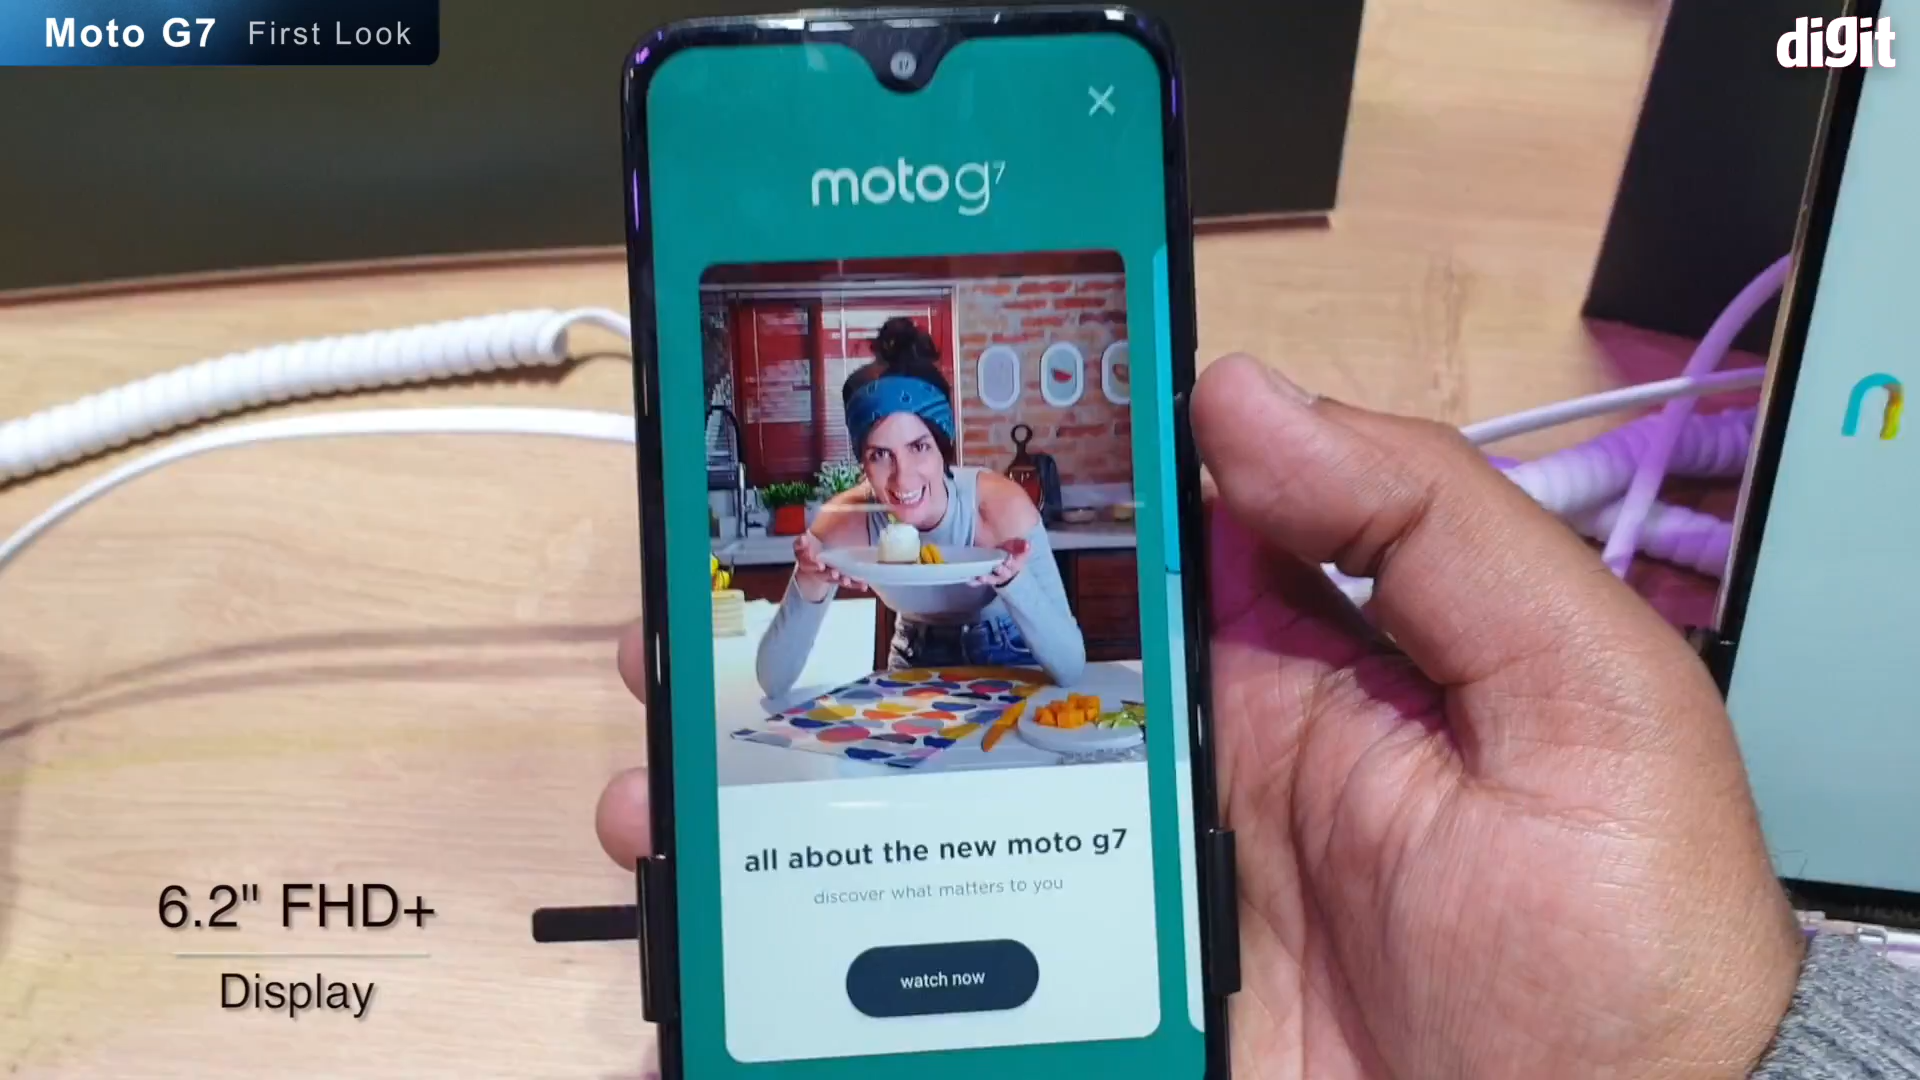 Moto G7 First Look
digit
moto g7
all about the new moto g7
discover what matters to you
watch now
6.2" FHD+
Display